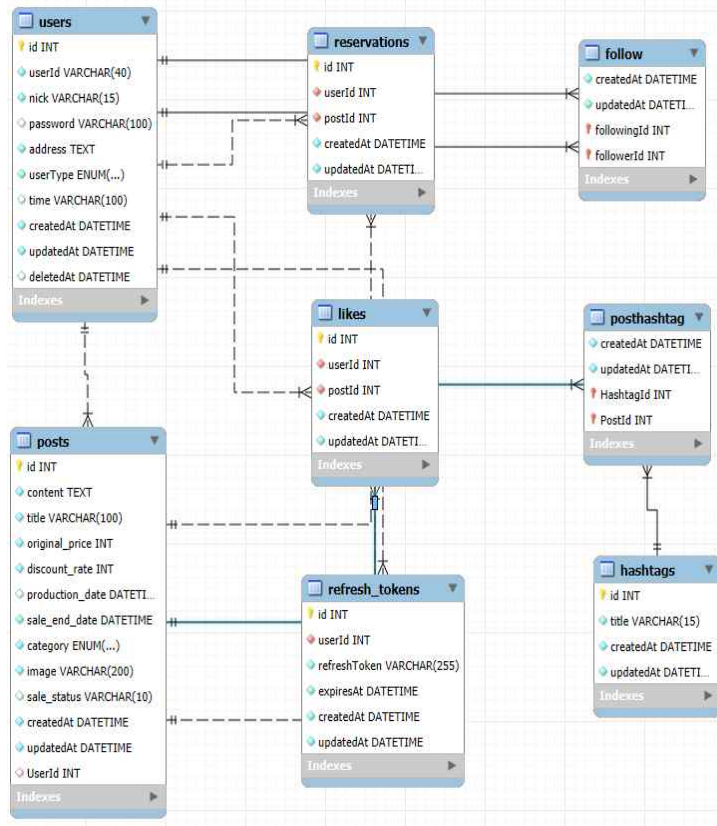 users
id INT
userId VARCHAR(40)
nick VARCHAR(15)
password VARCHAR(100)
address TEXT
userType ENUM(...)
time VARCHAR(100)
createdAt DATETIME
updatedAt DATETIME
deletedAt DATETIME
Indexes
reservations
id INT
userId INT
postId INT
createdAt DATETIME
updatedAt DATETI...
Indexes
follow
createdAt DATETIME
updatedAt DATETI...
followingId INT
followerId INT
Indexes
likes
id INT
userId INT
postId INT
createdAt DATETIME
updatedAt DATETI...
Indexes
posthashtag
createdAt DATETIME
updatedAt DATETI...
HashtagId INT
PostId INT
Indexes
posts
id INT
content TEXT
title VARCHAR(100)
original_price INT
discount_rate INT
production_date DATETI...
sale_end_date DATETIME
category ENUM(...)
image VARCHAR(200)
sale_status VARCHAR(10)
createdAt DATETIME
updatedAt DATETIME
UserId INT
Indexes
refresh_tokens
id INT
userId INT
refreshToken VARCHAR(255)
expiresAt DATETIME
createdAt DATETIME
updatedAt DATETIME
Indexes
hashtags
id INT
title VARCHAR(15)
createdAt DATETIME
updatedAt DATETI...
Indexes